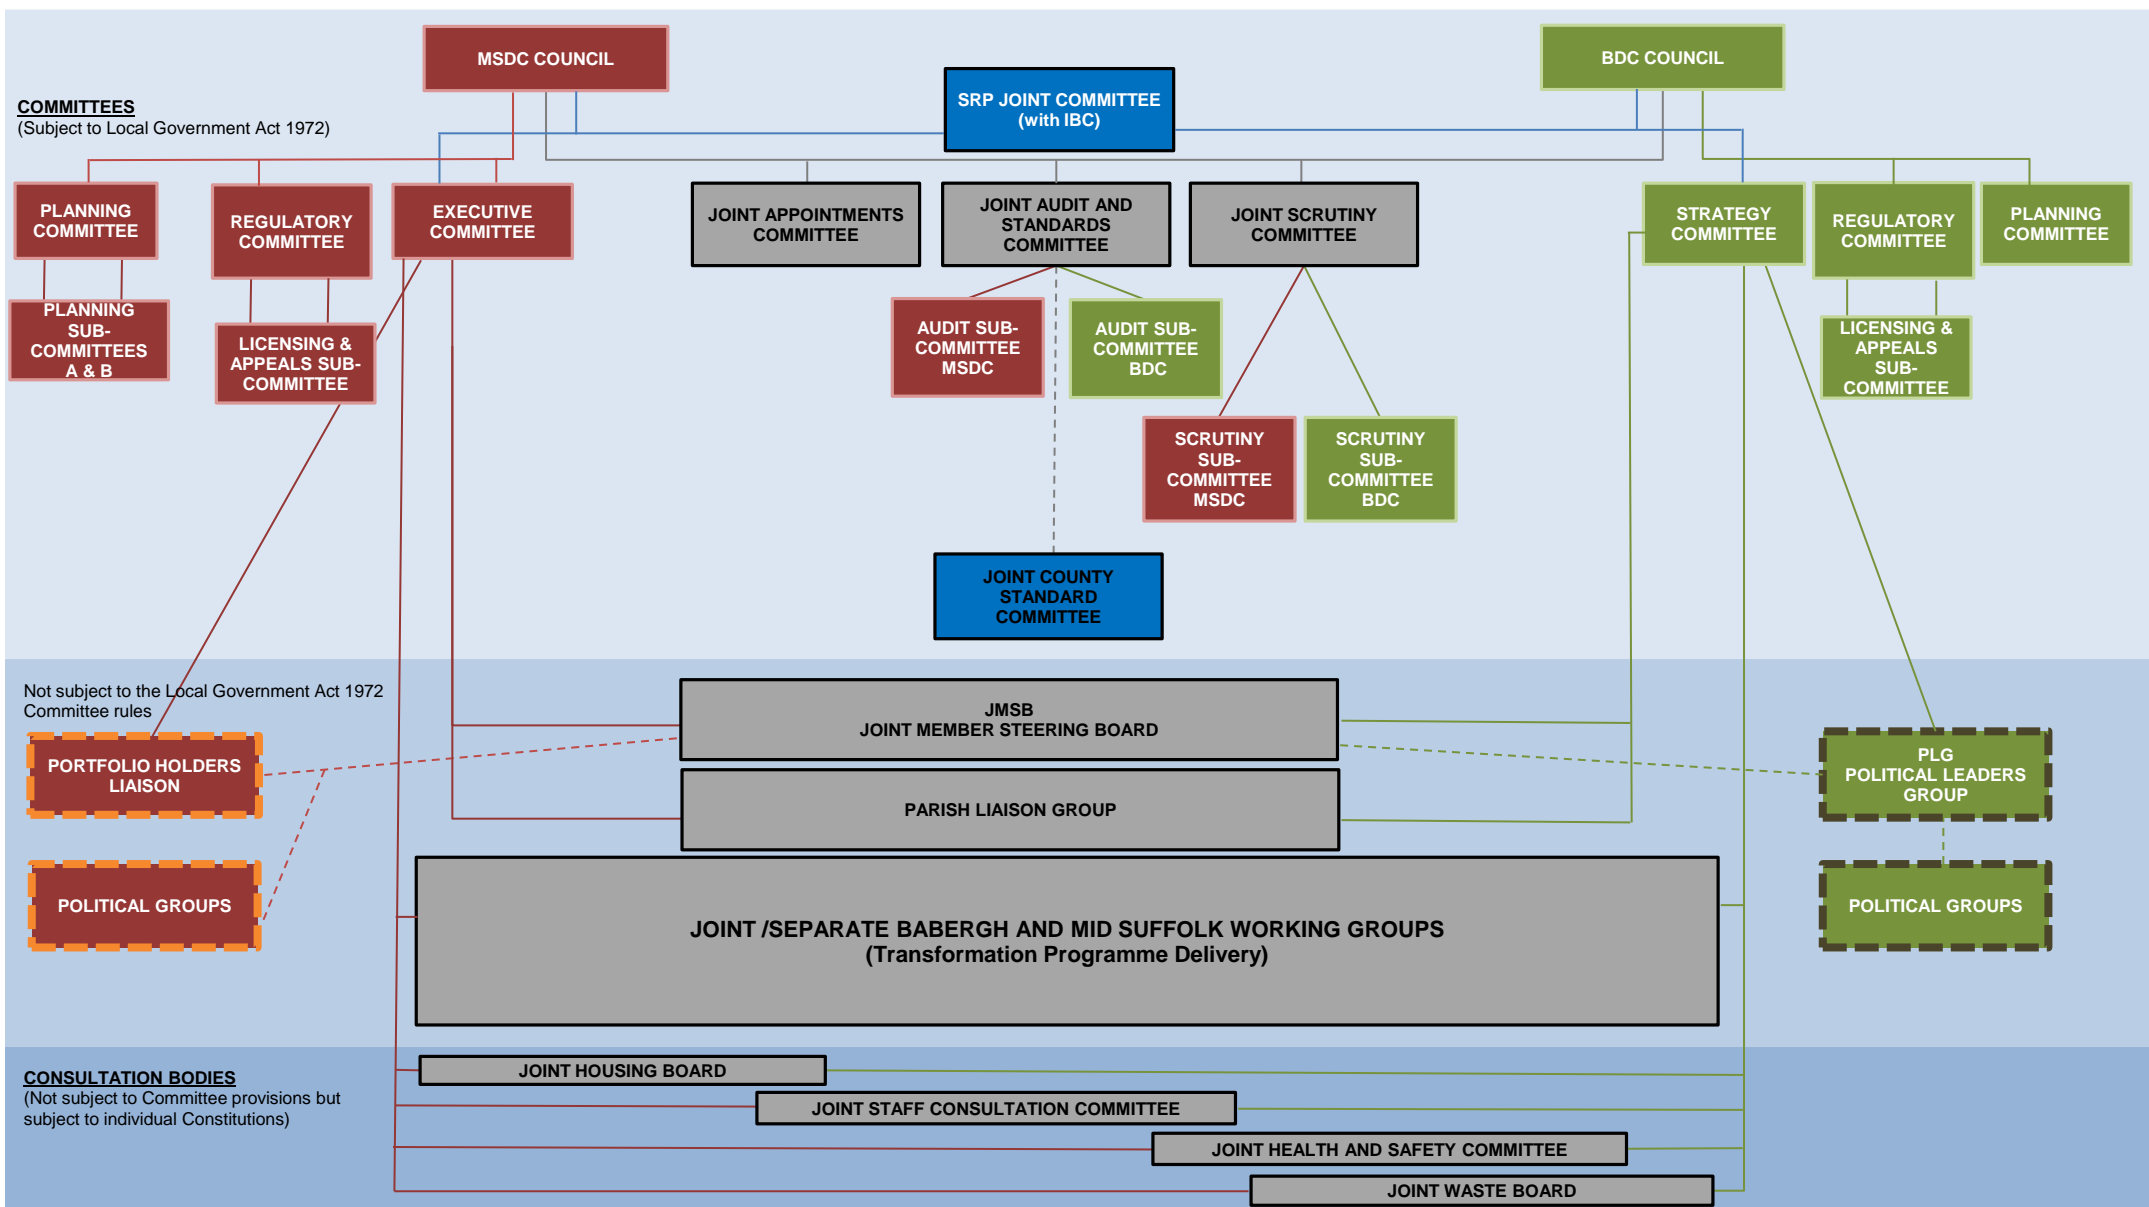 MSDC COUNCIL
BDC COUNCIL
SRP JOINT COMMITTEE
(with IBC)
COMMITTEES
(Subject to Local Government Act 1972)
PLANNING
COMMITTEE
REGULATORY
COMMITTEE
EXECUTIVE
COMMITTEE
JOINT APPOINTMENTS
COMMITTEE
JOINT AUDIT AND
STANDARDS
COMMITTEE
JOINT SCRUTINY
COMMITTEE
STRATEGY
COMMITTEE
REGULATORY
COMMITTEE
PLANNING
COMMITTEE
PLANNING
SUB-
COMMITTEES
A & B
LICENSING &
APPEALS SUB-
COMMITTEE
AUDIT SUB-
COMMITTEE
MSDC
AUDIT SUB-
COMMITTEE
BDC
LICENSING &
APPEALS
SUB-
COMMITTEE
SCRUTINY
SUB-
COMMITTEE
MSDC
SCRUTINY
SUB-
COMMITTEE
BDC
JOINT COUNTY
STANDARD
COMMITTEE
Not subject to the Local Government Act 1972
Committee rules
JMSB
JOINT MEMBER STEERING BOARD
PORTFOLIO HOLDERS
LIAISON
PLG
POLITICAL LEADERS
GROUP
PARISH LIAISON GROUP
POLITICAL GROUPS
JOINT /SEPARATE BABERGH AND MID SUFFOLK WORKING GROUPS
(Transformation Programme Delivery)
POLITICAL GROUPS
CONSULTATION BODIES
(Not subject to Committee provisions but
subject to individual Constitutions)
JOINT HOUSING BOARD
JOINT STAFF CONSULTATION COMMITTEE
JOINT HEALTH AND SAFETY COMMITTEE
JOINT WASTE BOARD